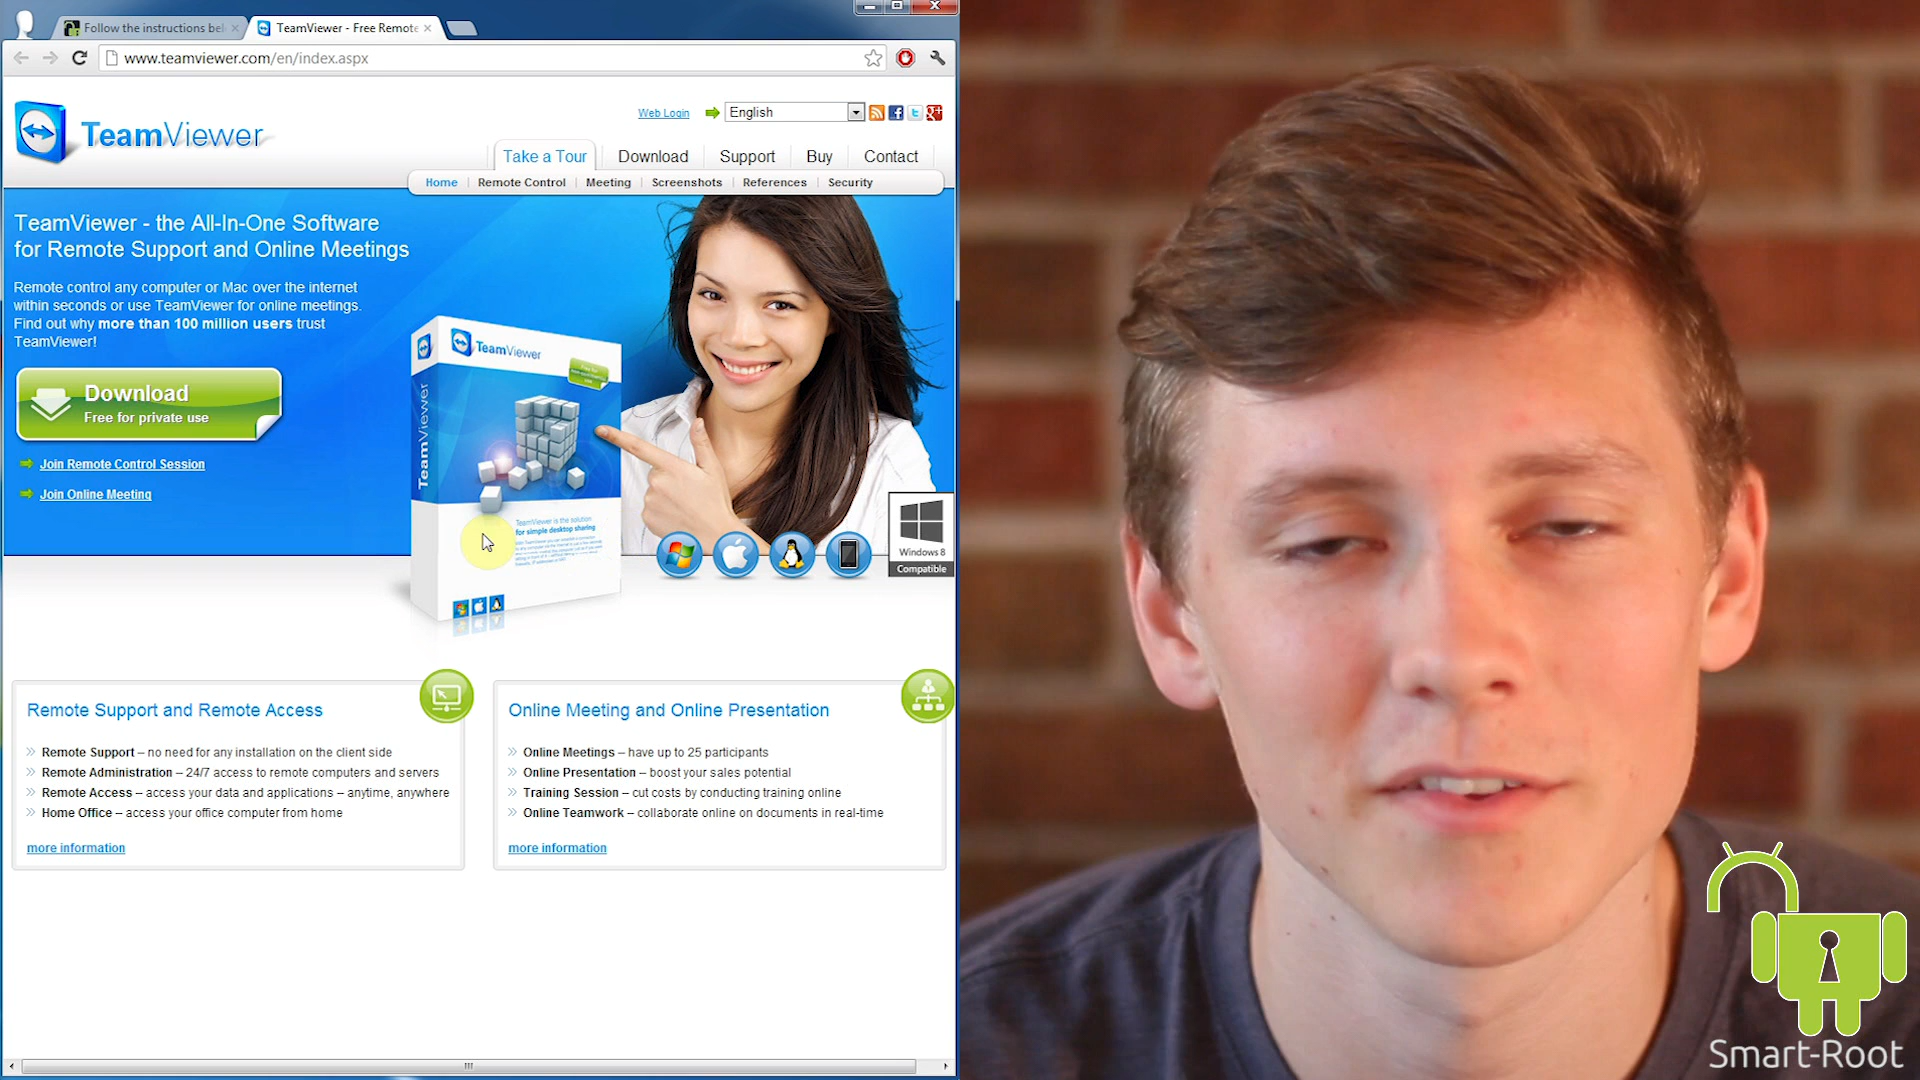 Follow the instructions bel
TeamViewer - Free Remote
www.teamviewer.com/en/index.aspx
TeamViewer
Web Login
English
Take a Tour
Download
Support
Buy
Contact
Home
Remote Control
Meeting
Screenshots
References
Security
TeamViewer - the All-In-One Software
for Remote Support and Online Meetings
Remote control any computer or Mac over the internet
within seconds or use TeamViewer for online meetings.
Find out why more than 100 million users trust
TeamViewer!
Download
Free for private use
Join Remote Control Session
Join Online Meeting
TeamViewer
TeamViewer
TeamViewer is the solution
for simple desktop sharing
Windows 8
Compatible
Remote Support and Remote Access
Remote Support – no need for any installation on the client side
Remote Administration – 24/7 access to remote computers and servers
Remote Access – access your data and applications – anytime, anywhere
Home Office – access your office computer from home
more information
Online Meeting and Online Presentation
Online Meetings – have up to 25 participants
Online Presentation – boost your sales potential
Training Session – cut costs by conducting training online
Online Teamwork – collaborate online on documents in real-time
more information
Smart-Root